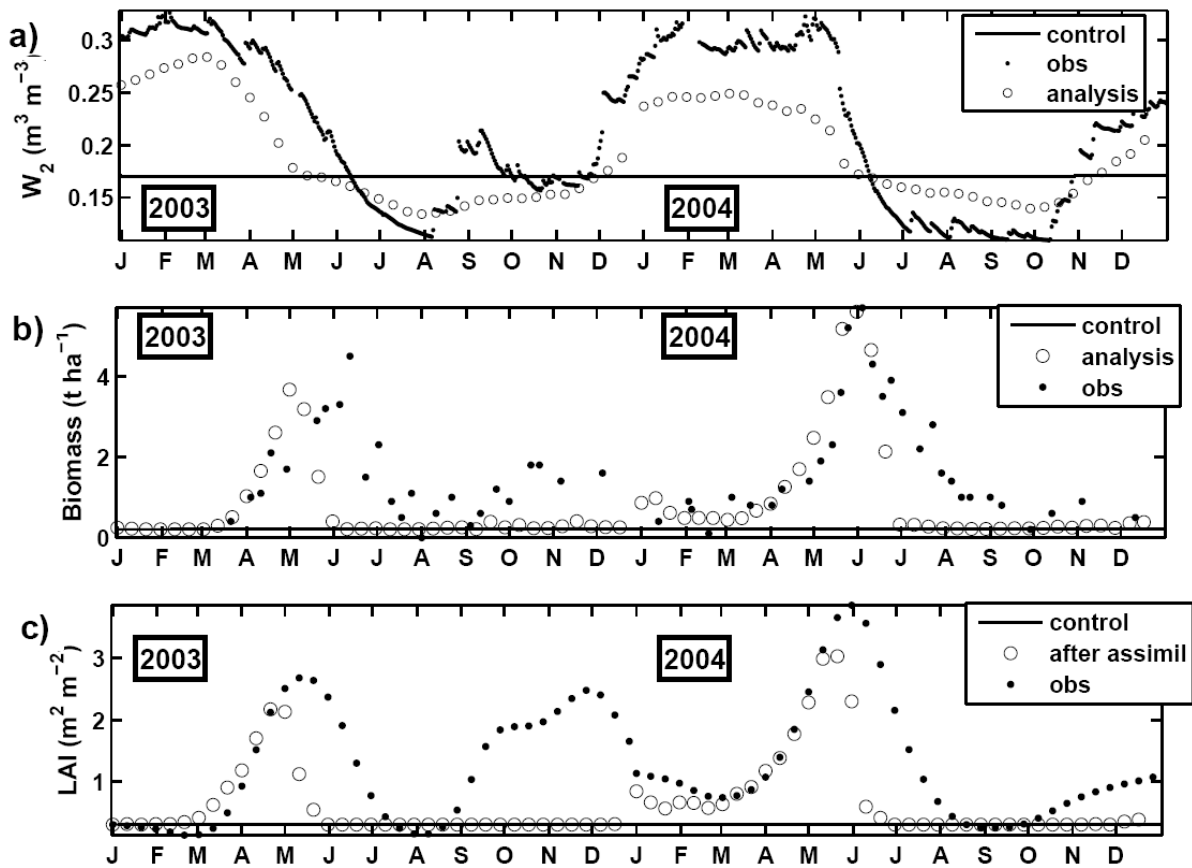 a)
W2 (m3 m−3)
0.3
0.25
0.2
0.15
control
obs
analysis
2003
2004
J F M A M J J A S O N D J F M A M J J A S O N D
b)
Biomass (t ha−1)
4
2
0
2003
2004
control
analysis
obs
J F M A M J J A S O N D J F M A M J J A S O N D
c)
LAI (m2 m−2)
3
2
1
2003
2004
control
after assimil
obs
J F M A M J J A S O N D J F M A M J J A S O N D